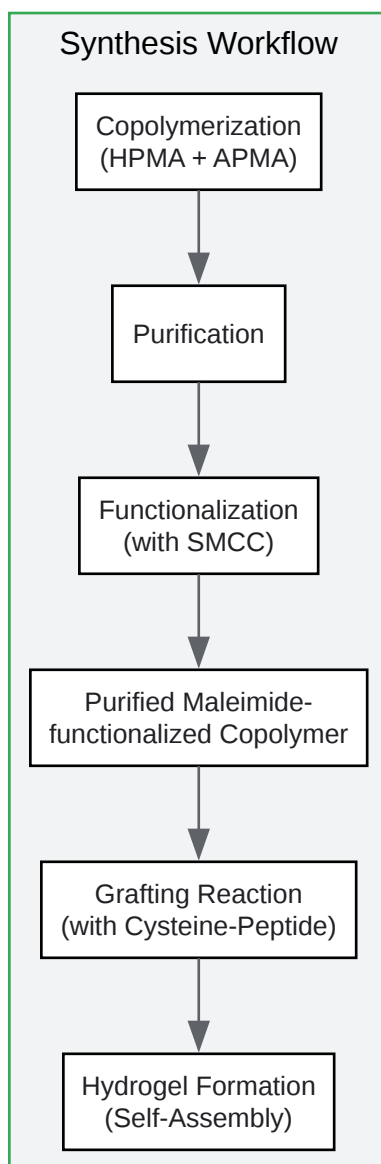 Synthesis Workflow
Copolymerization
(HPMA + APMA)
Purification
Functionalization
(with SMCC)
Purified Maleimide-
functionalized Copolymer
Grafting Reaction
(with Cysteine-Peptide)
Hydrogel Formation
(Self-Assembly)